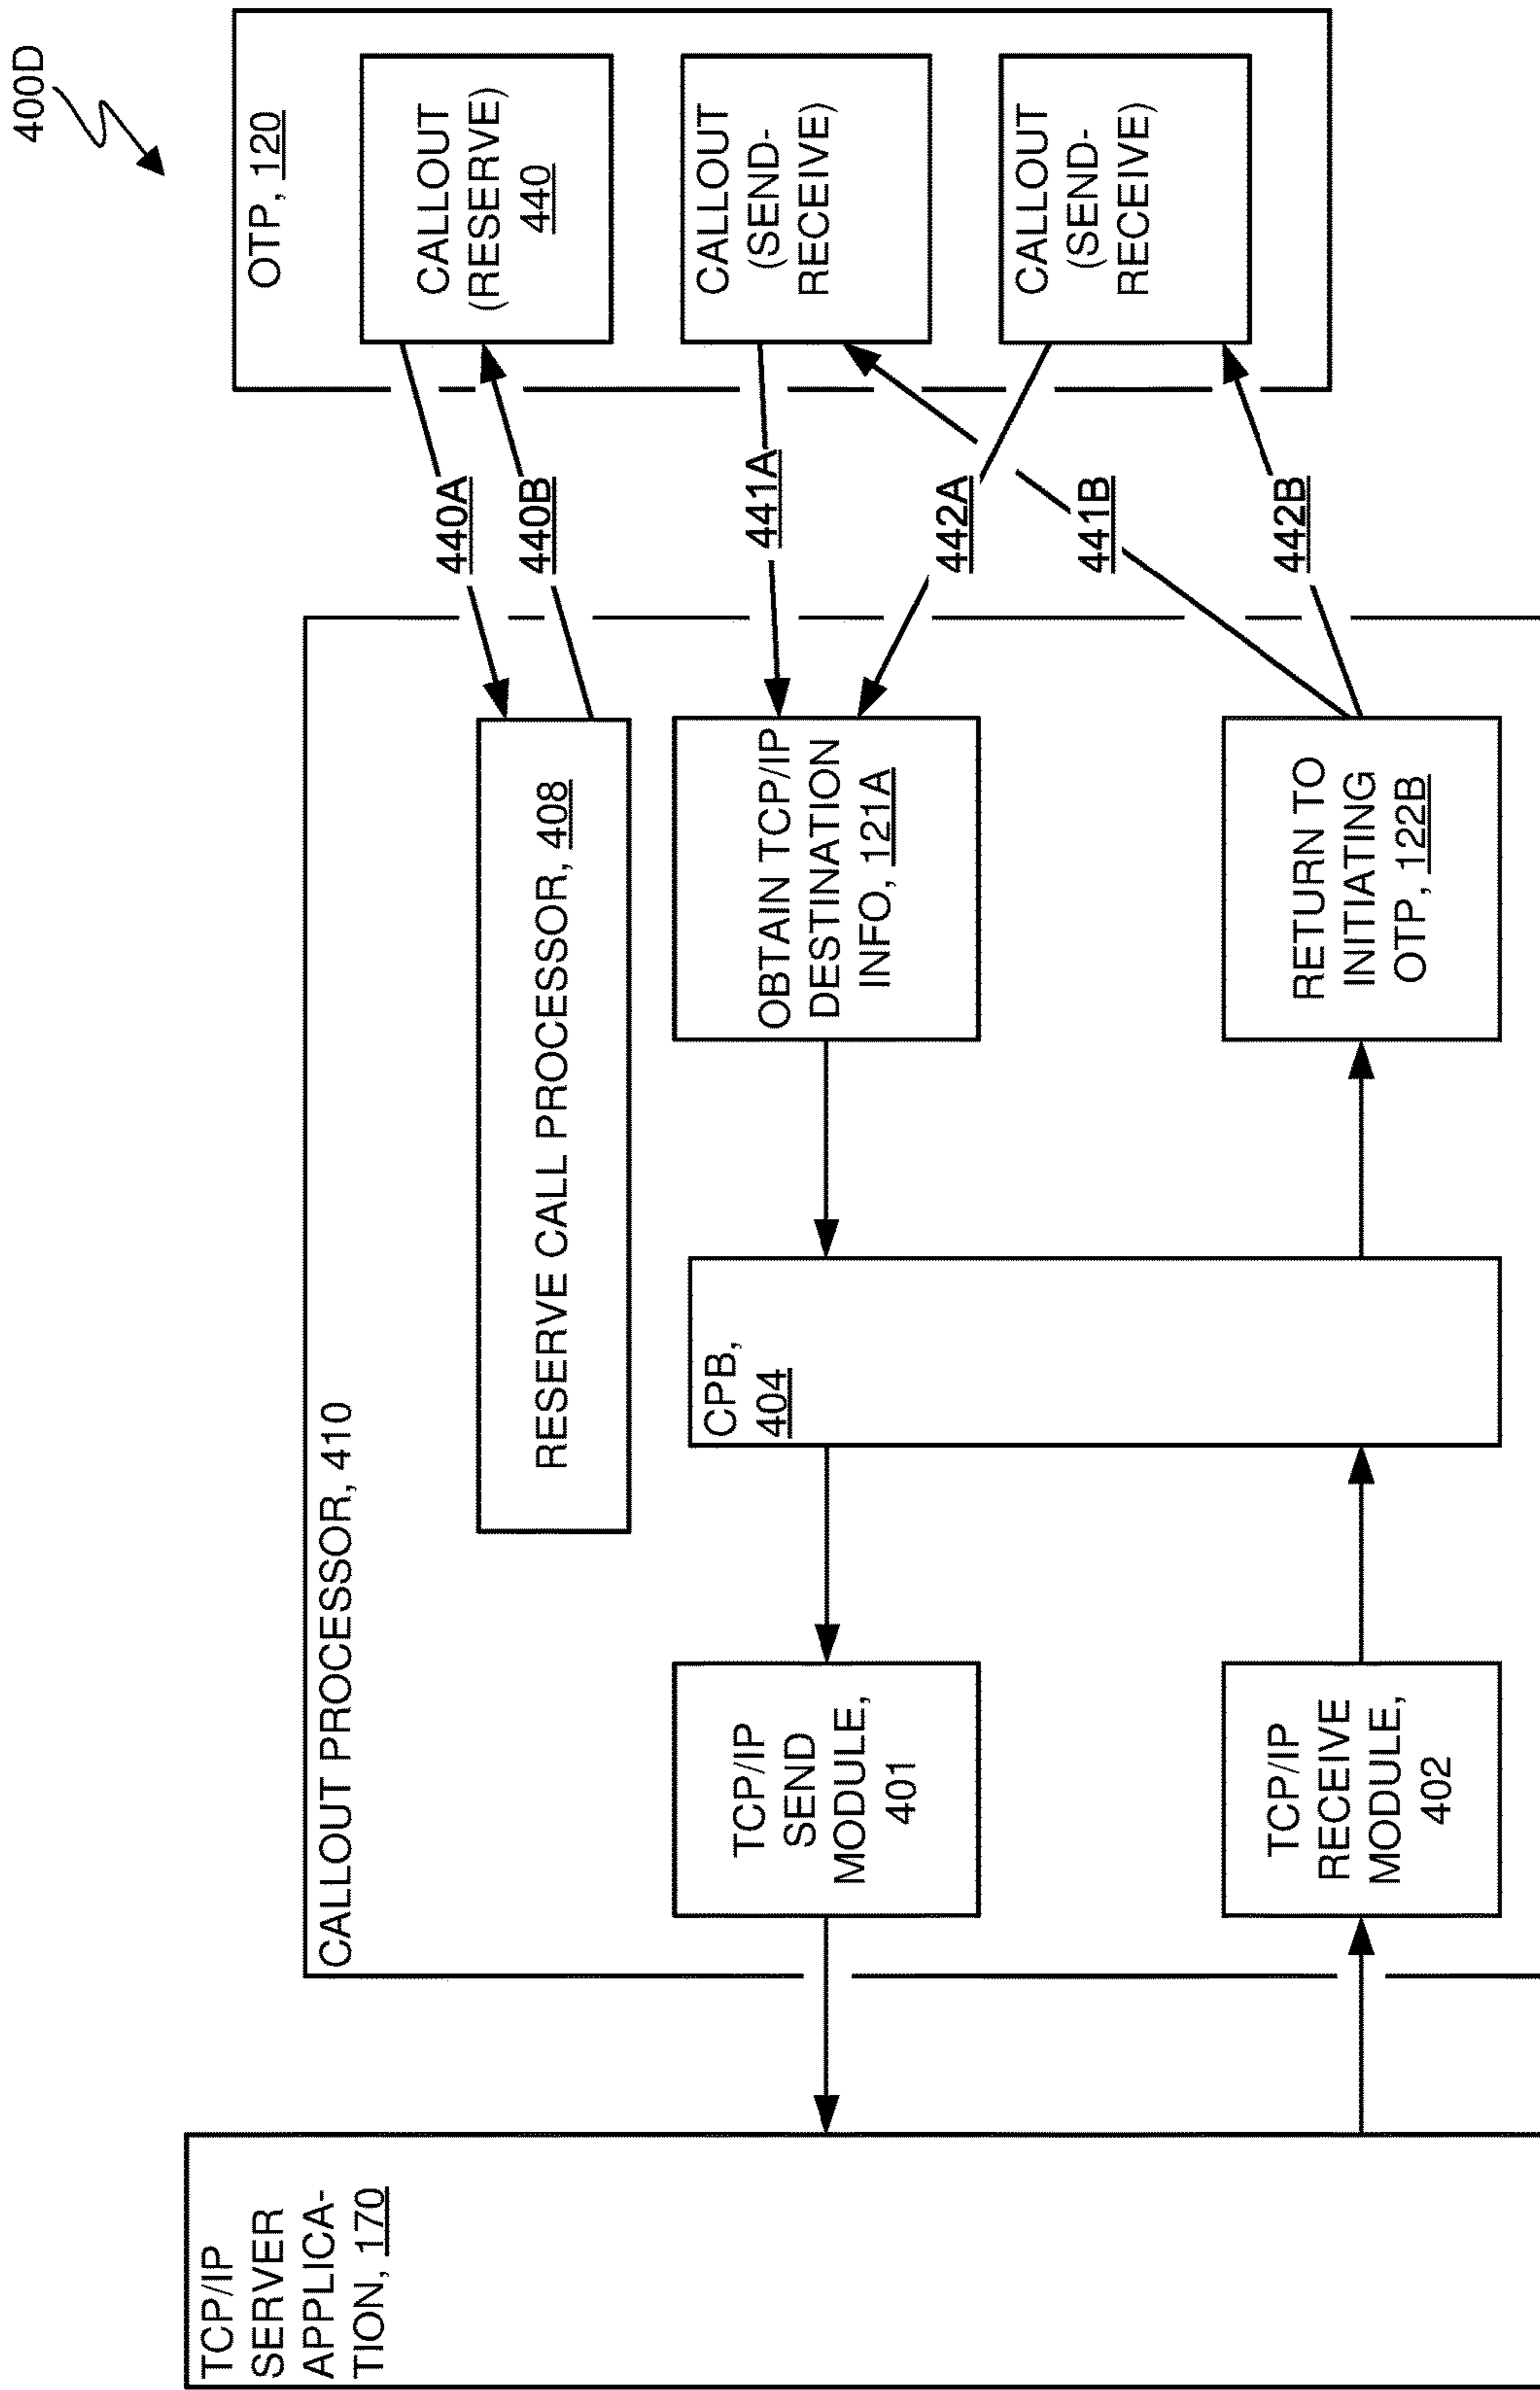 400D
TCP/IP
SERVER
APPLICA-
TION, 170
CALLOUT PROCESSOR, 410
RESERVE CALL PROCESSOR, 408
TCP/IP
SEND
MODULE,
401
CPB,
404
OBTAIN TCP/IP
DESTINATION
INFO, 121A
TCP/IP
RECEIVE
MODULE,
402
RETURN TO
INITIATING
OTP, 122B
440A
440B
441A
442A
441B
442B
OTP, 120
CALLOUT
(RESERVE)
440
CALLOUT
(SEND-
RECEIVE)
CALLOUT
(SEND-
RECEIVE)